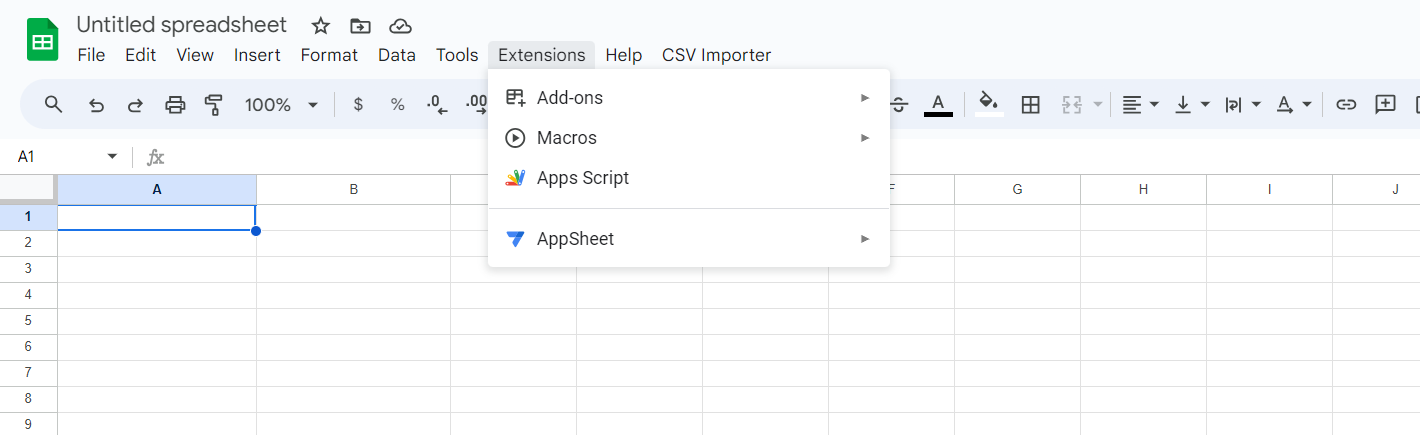 Untitled spreadsheet
File Edit View Insert Format Data Tools Extensions Help CSV Importer
100% $ % .0 .00 A A
Add-ons
Macros
Apps Script
AppSheet
A1 fx
A B F G H I J
1
2
3
4
5
6
7
8
9